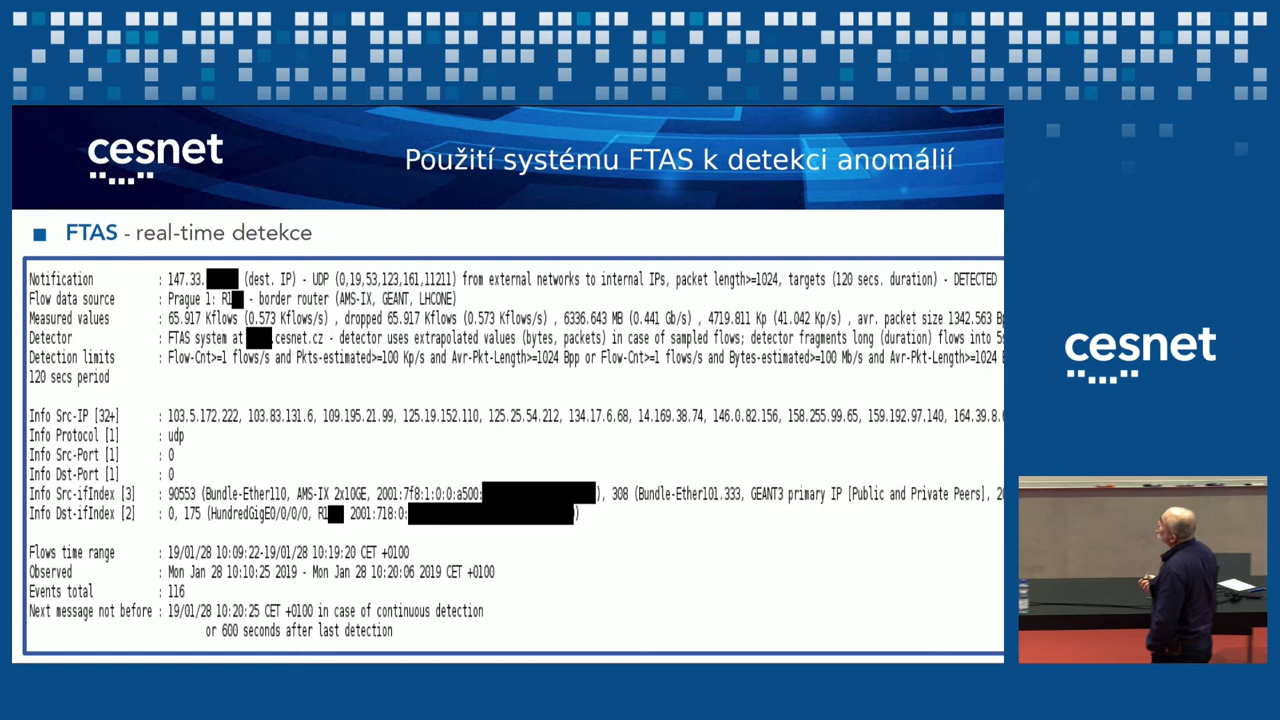 cesnet
Použití systému FTAS k detekci anomálií
FTAS - real-time detekce
Notification : 147.33. (dest. IP) - UDP (0,19,53,123,161,11211) from external networks to internal IPs, packet length>=1024, targets (120 secs. duration) - DETECTED
Flow data source : Prague 1: R1 - border router (AMS-IX, GEANT, LHCONE)
Measured values : 65.917 Kflows (0.573 Kflows/s) , dropped 65.917 Kflows (0.573 Kflows/s) , 6336.643 MB (0.441 Gb/s) , 4719.811 Kp (41.042 Kp/s) , avr. packet size 1342.563
Detector : FTAS system at .cesnet.cz - detector uses extrapolated values (bytes, packets) in case of sampled flows; detector fragments long (duration) flows into
Detection limits : Flow-Cnt>=1 flows/s and Pkts-estimated>=100 Kp/s and Avr-Pkt-Length>=1024 Bpp or Flow-Cnt>=1 flows/s and Bytes-estimated>=100 Mb/s and Avr-Pkt-Length>=1024
120 secs period
Info Src-IP [32+] : 103.5.172.222, 103.83.131.6, 109.195.21.99, 125.19.152.110, 125.25.54.212, 134.17.6.68, 14.169.38.74, 146.0.82.156, 158.255.99.65, 159.192.97.140,
Info Protocol [1] : udp
Info Src-Port [1] : 0
Info Dst-Port [1] : 0
Info Src-ifIndex [3] : 90553 (Bundle-Ether110, AMS-IX 2x10GE, 2001:7f8:1:0:0:a500: ), 308 (Bundle-Ether101.333, GEANT3 primary IP [Public and Private Peers],
Info Dst-ifIndex [2] : 0, 175 (HundredGigE0/0/0/0, R1 2001:718:0: )
Flows time range : 19/01/28 10:09:22-19/01/28 10:19:20 CET +0100
Observed : Mon Jan 28 10:10:25 2019 - Mon Jan 28 10:20:06 2019 CET +0100
Events total : 116
Next message not before : 19/01/28 10:20:25 CET +0100 in case of continuous detection
or 600 seconds after last detection
cesnet